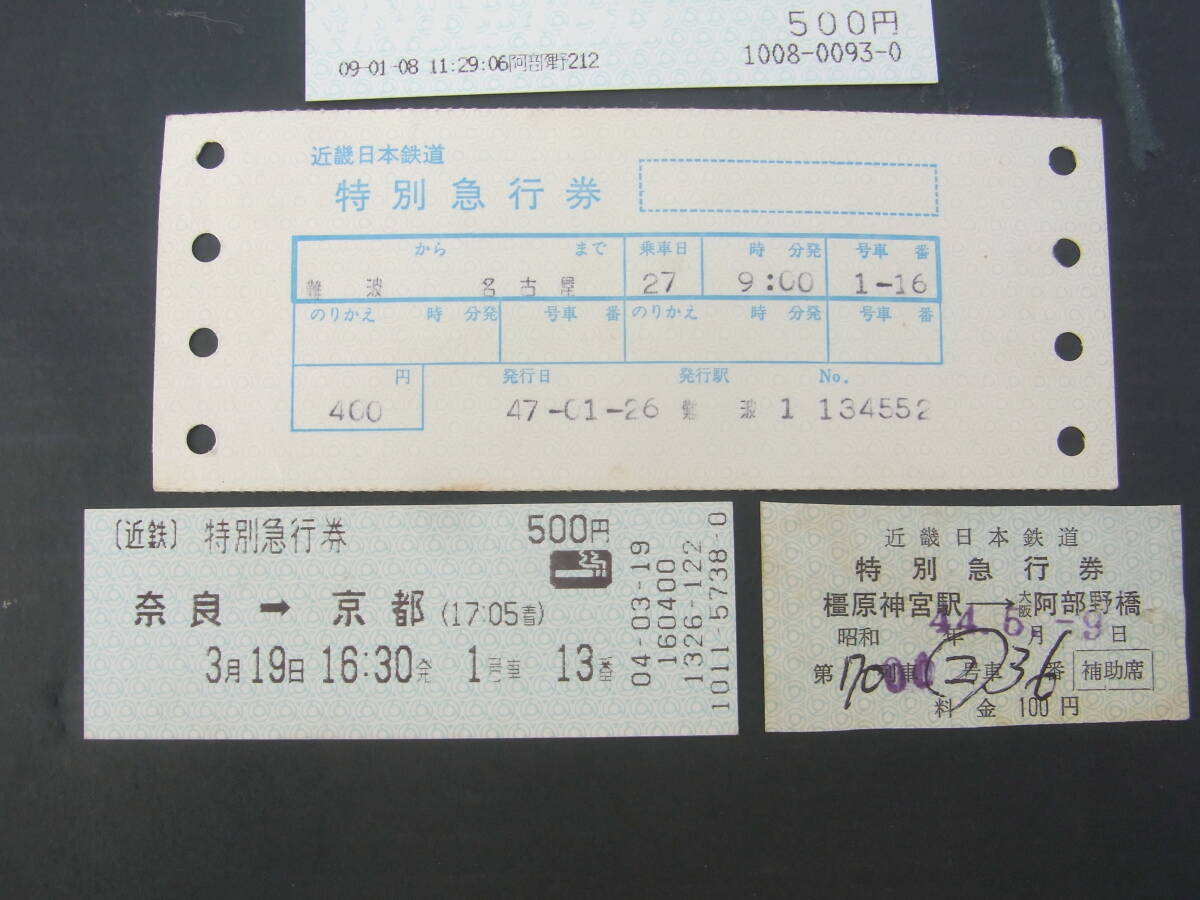 500円
09-01-08 11:29:06阿部野212 1008-0093-0
近畿日本鉄道
特別急行券
から まで 乗車日 時 分発 号車 番
難 波 名 古 屋 27 9:00 1-16
のりかえ 時 分発 号車 番 のりかえ 時 分発 号車 番
円 発行日 発行駅 No.
400 47-01-26 難 波 1 134552
〔近鉄〕 特別急行券 500円
奈良 → 京都 (17:05着)
3月19日 16:30発 1号車 13番
04-03-19
160400
1326-122
1011-5738-0
近畿日本鉄道
特別急行券
橿原神宮駅→大阪阿部野橋
昭和 44年 5月 -9日
第 列車 号車 36番 補助席
料金 100円